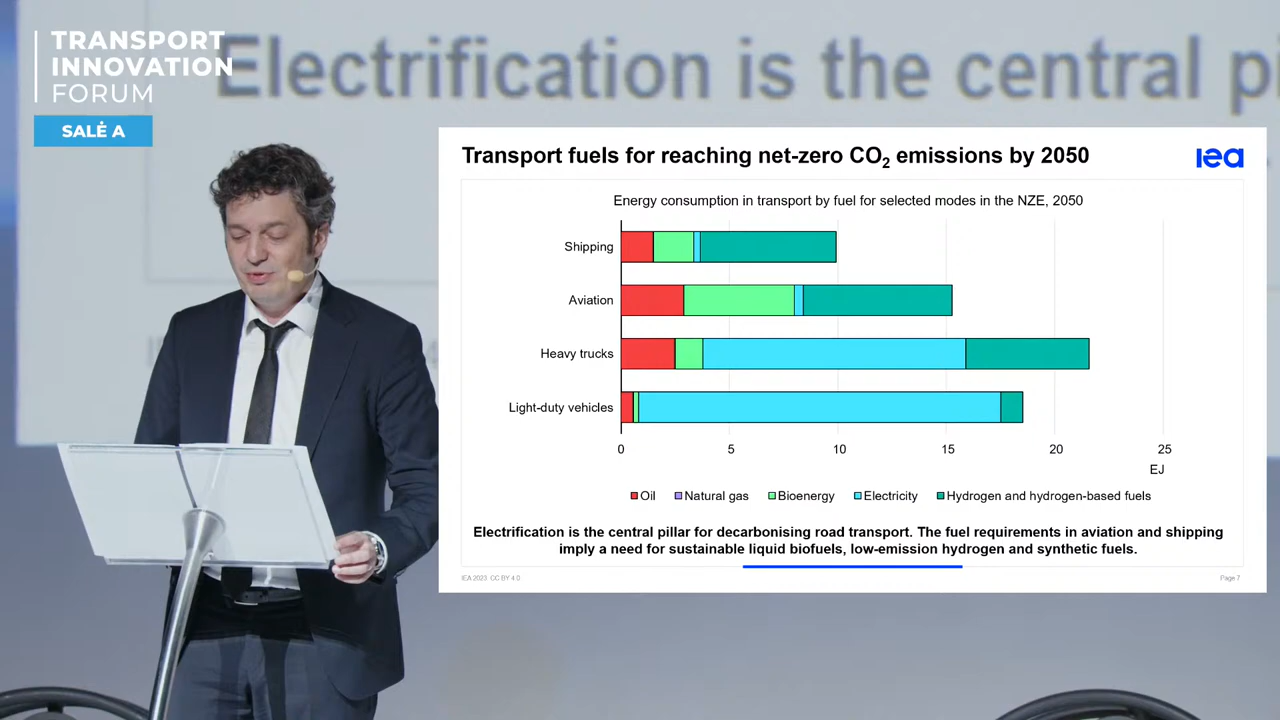 TRANSPORT
INNOVATION
FORUM
SALĖ A
Electrification is the central pi
Transport fuels for reaching net-zero CO2 emissions by 2050
iea
Energy consumption in transport by fuel for selected modes in the NZE, 2050
Shipping
Aviation
Heavy trucks
Light-duty vehicles
0 5 10 15 20 25
EJ
Oil Natural gas Bioenergy Electricity Hydrogen and hydrogen-based fuels
Electrification is the central pillar for decarbonising road transport. The fuel requirements in aviation and shipping
imply a need for sustainable liquid biofuels, low-emission hydrogen and synthetic fuels.
IEA 2023. CC BY 4.0 Page 7